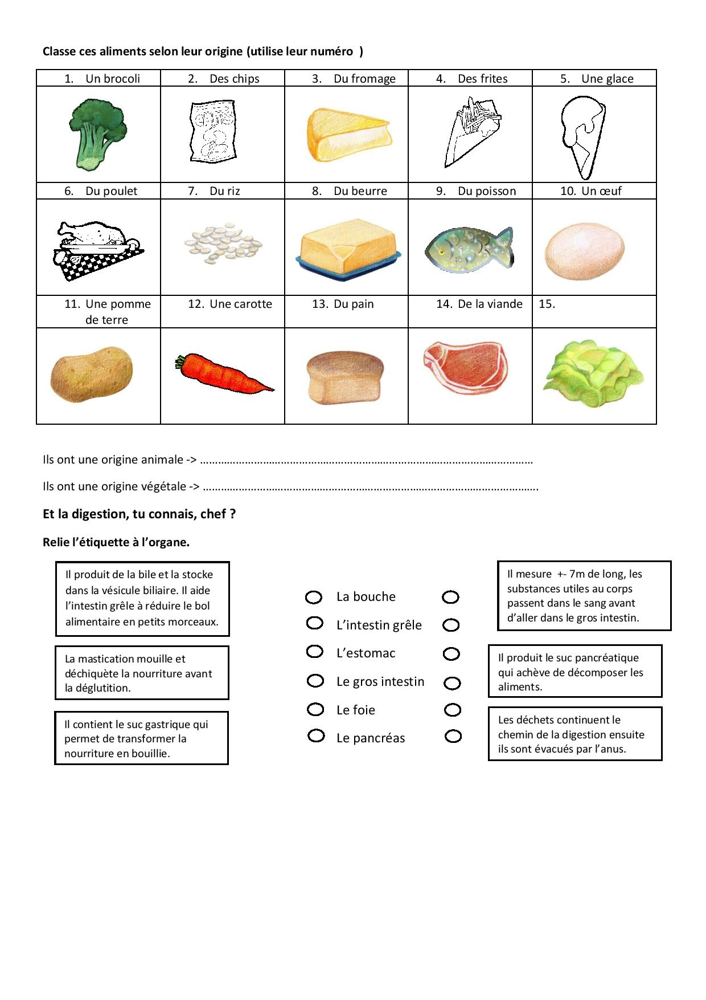 Classe ces aliments selon leur origine (utilise leur numéro  )
1. Un brocoli
2. Des chips
3. Du fromage
4. Des frites
5. Une glace
CHIPS
6. Du poulet
7. Du riz
8. Du beurre
9. Du poisson
10. Un œuf
11. Une pomme
de terre
12. Une carotte
13. Du pain
14. De la viande
15.
Ils ont une origine animale -> …………………………………………………………………………………………………
Ils ont une origine végétale -> ………………………………………………………………………………………………….
Et la digestion, tu connais, chef ?
Relie l’étiquette à l’organe.
Il produit de la bile et la stocke
dans la vésicule biliaire. Il aide
l’intestin grêle à réduire le bol
alimentaire en petits morceaux.
La mastication mouille et
déchiquète la nourriture avant
la déglutition.
Il contient le suc gastrique qui
permet de transformer la
nourriture en bouillie.
La bouche
L’intestin grêle
L’estomac
Le gros intestin
Le foie
Le pancréas
Il mesure  +- 7m de long, les
substances utiles au corps
passent dans le sang avant
d’aller dans le gros intestin.
Il produit le suc pancréatique
qui achève de décomposer les
aliments.
Les déchets continuent le
chemin de la digestion ensuite
ils sont évacués par l’anus.